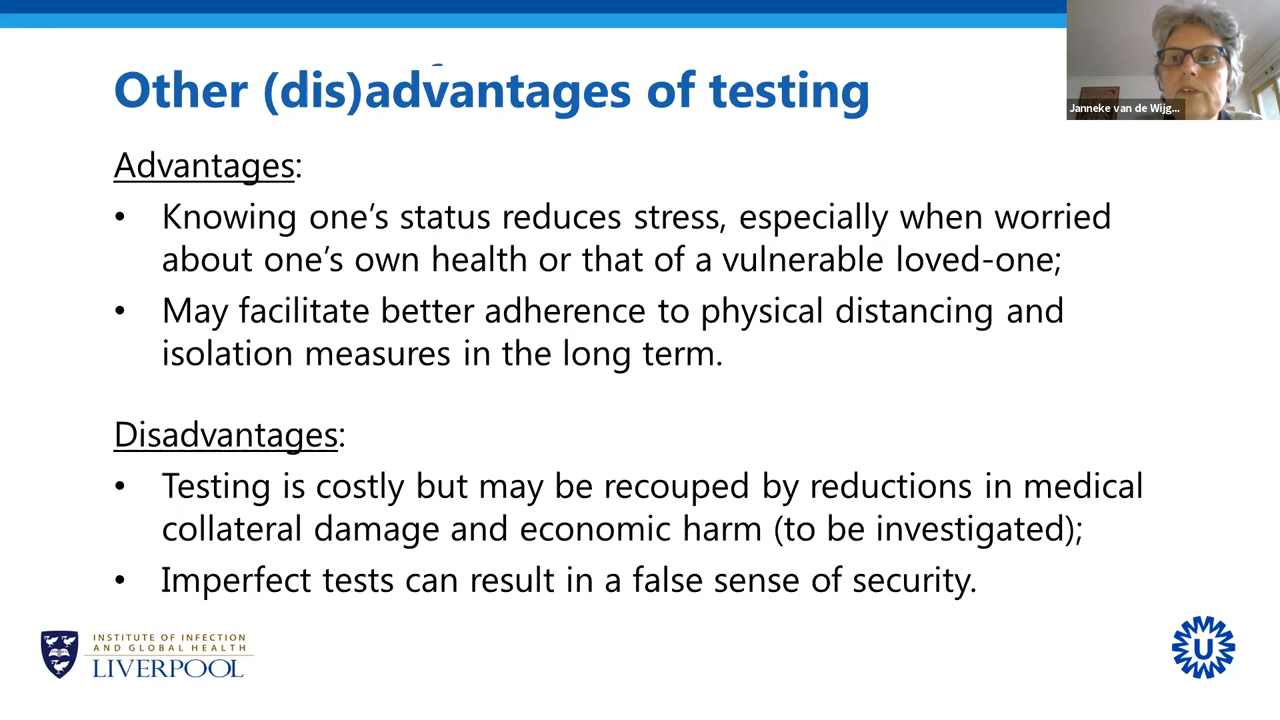 Other (dis)advantages of testing
Janneke van de Wijg...
Advantages:
• Knowing one’s status reduces stress, especially when worried
about one’s own health or that of a vulnerable loved-one;
• May facilitate better adherence to physical distancing and
isolation measures in the long term.
Disadvantages:
• Testing is costly but may be recouped by reductions in medical
collateral damage and economic harm (to be investigated);
• Imperfect tests can result in a false sense of security.
INSTITUTE OF INFECTION
AND GLOBAL HEALTH
LIVERPOOL
U